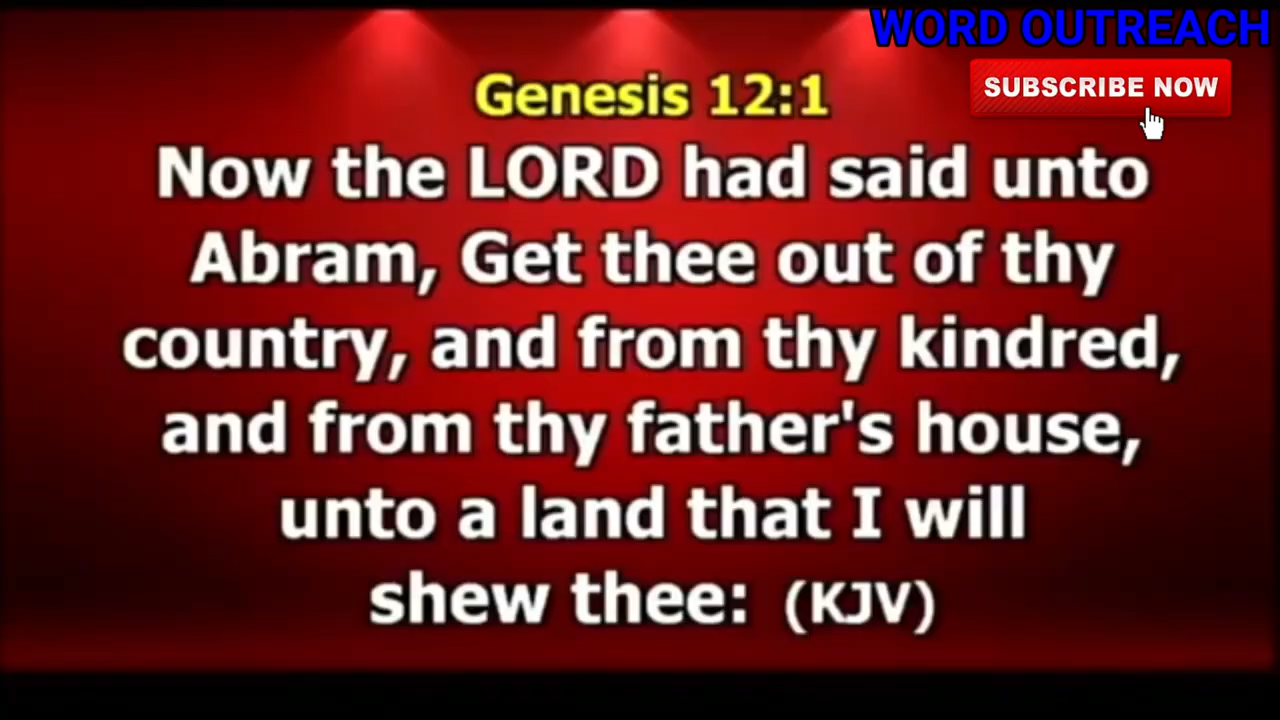 WORD OUTREACH
SUBSCRIBE NOW
Genesis 12:1
Now the LORD had said unto
Abram, Get thee out of thy
country, and from thy kindred,
and from thy father's house,
unto a land that I will
shew thee: (KJV)